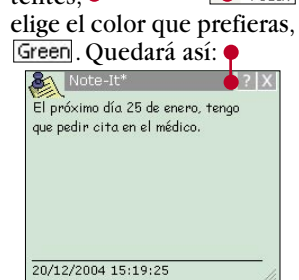 tentes,
elige el color que prefieras,
Green. Quedará así:
Note-It* ? X
El próximo día 25 de enero, tengo
que pedir cita en el médico.
20/12/2004 15:19:25